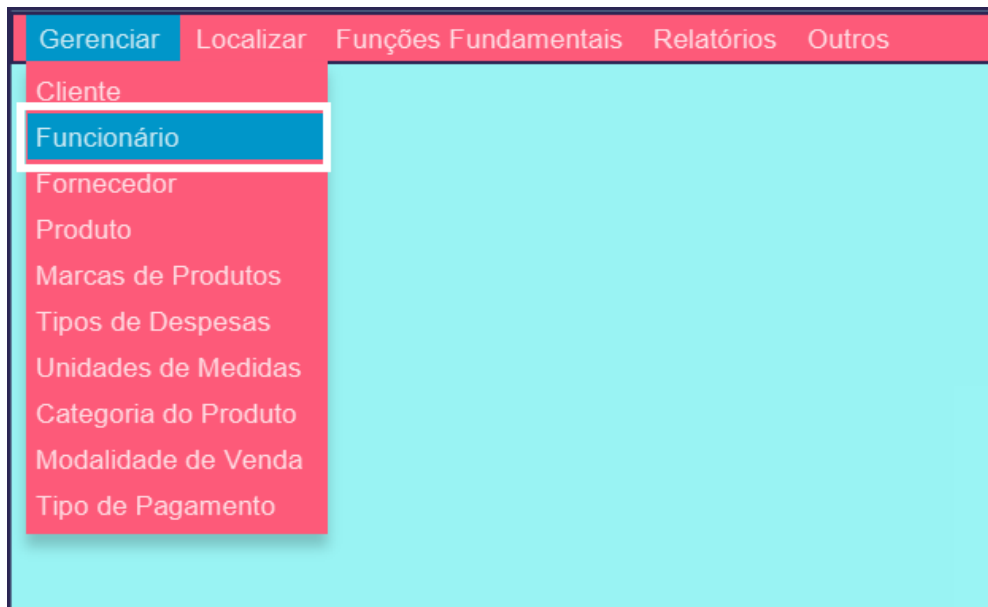 Gerenciar Localizar Funções Fundamentais Relatórios Outros
Cliente
Funcionário
Fornecedor
Produto
Marcas de Produtos
Tipos de Despesas
Unidades de Medidas
Categoria do Produto
Modalidade de Venda
Tipo de Pagamento